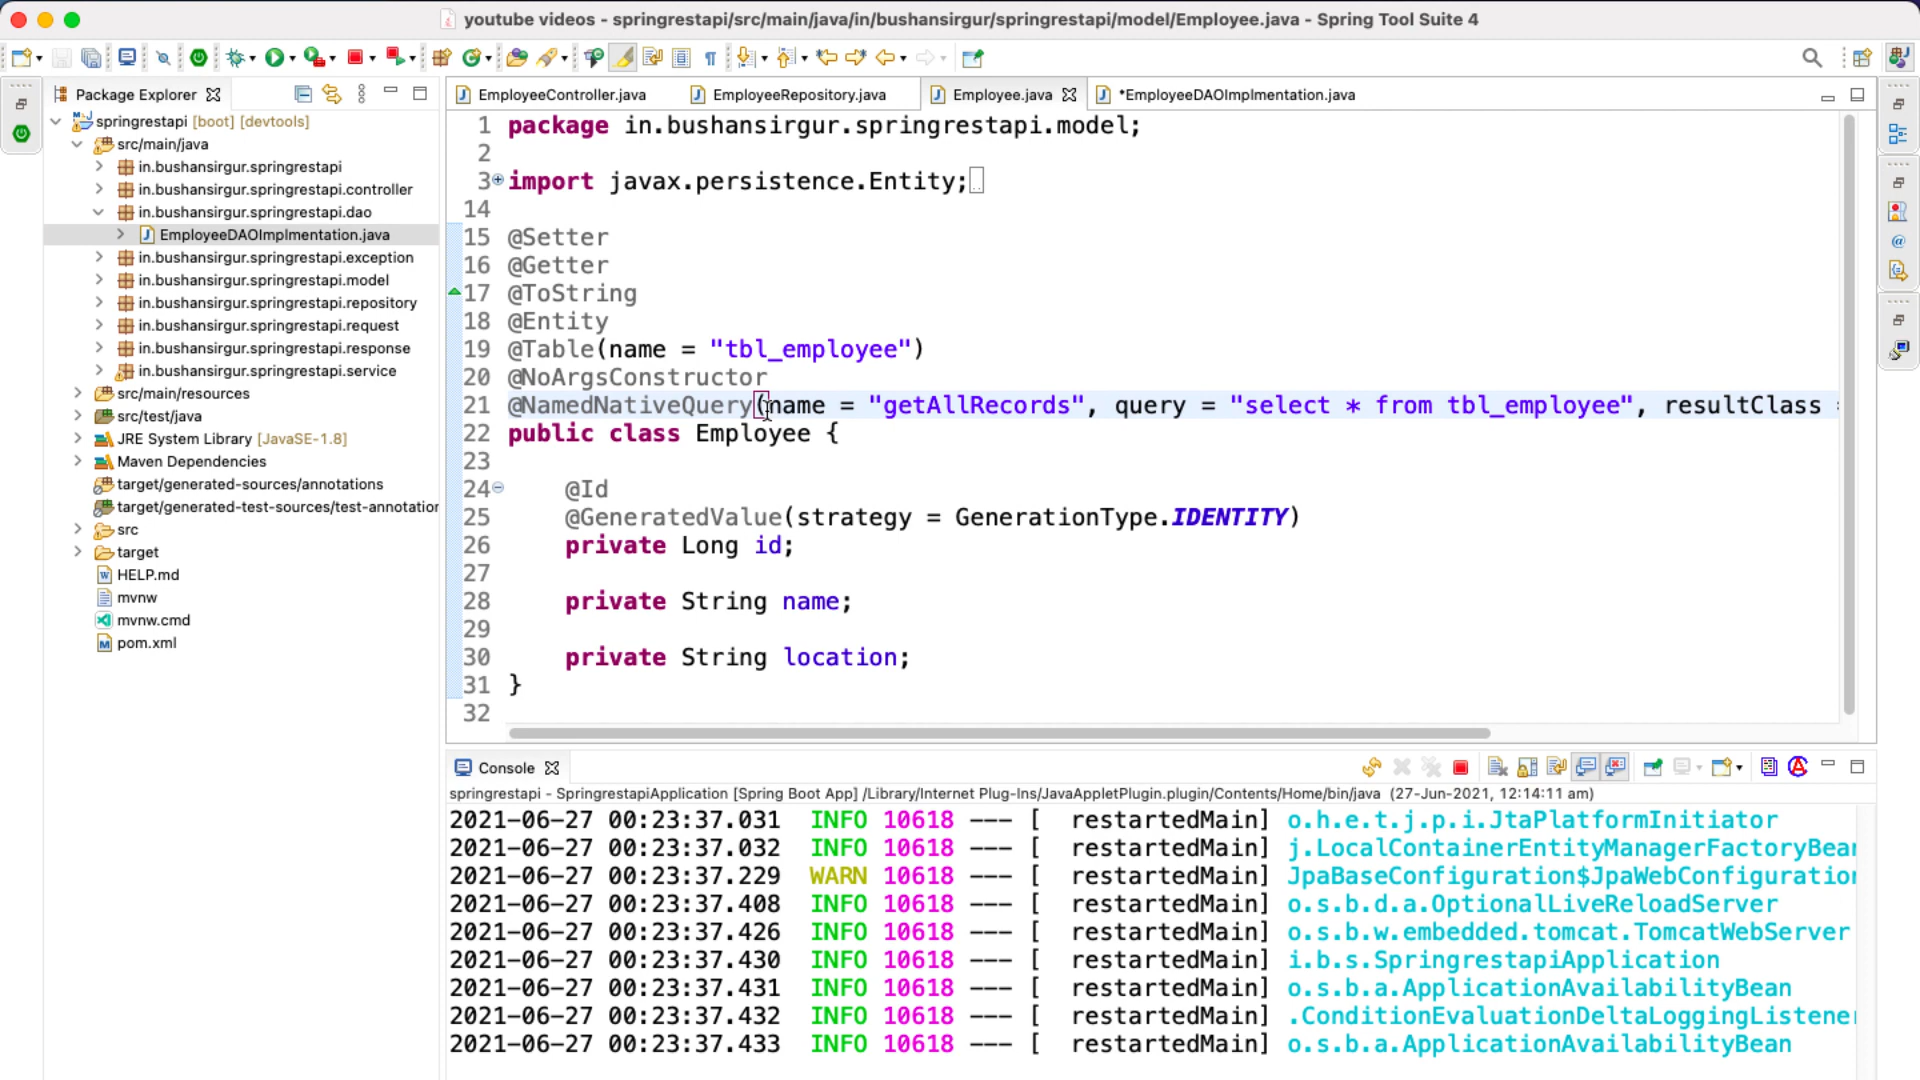 youtube videos - springrestapi/src/main/java/in/bushansirgur/springrestapi/model/Employee.java - Spring Tool Suite 4
Package Explorer
springrestapi [boot] [devtools]
src/main/java
in.bushansirgur.springrestapi
in.bushansirgur.springrestapi.controller
in.bushansirgur.springrestapi.dao
EmployeeDAOImplmentation.java
in.bushansirgur.springrestapi.exception
in.bushansirgur.springrestapi.model
in.bushansirgur.springrestapi.repository
in.bushansirgur.springrestapi.request
in.bushansirgur.springrestapi.response
in.bushansirgur.springrestapi.service
src/main/resources
src/test/java
JRE System Library [JavaSE-1.8]
Maven Dependencies
target/generated-sources/annotations
target/generated-test-sources/test-annotatior
src
target
HELP.md
mvnw
mvnw.cmd
pom.xml
EmployeeController.java
EmployeeRepository.java
Employee.java
*EmployeeDAOImplmentation.java
1 package in.bushansirgur.springrestapi.model;
2
3 import javax.persistence.Entity;
14
15 @Setter
16 @Getter
17 @ToString
18 @Entity
19 @Table(name = "tbl_employee")
20 @NoArgsConstructor
21 @NamedNativeQuery(name = "getAllRecords", query = "select * from tbl_employee", resultClass =
22 public class Employee {
23
24 @Id
25 @GeneratedValue(strategy = GenerationType.IDENTITY)
26 private Long id;
27
28 private String name;
29
30 private String location;
31 }
32
Console
springrestapi - SpringrestapiApplication [Spring Boot App] /Library/Internet Plug-Ins/JavaAppletPlugin.plugin/Contents/Home/bin/java (27-Jun-2021, 12:14:11 am)
2021-06-27 00:23:37.031 INFO 10618 --- [ restartedMain] o.h.e.t.j.p.i.JtaPlatformInitiator
2021-06-27 00:23:37.032 INFO 10618 --- [ restartedMain] j.LocalContainerEntityManagerFactoryBean
2021-06-27 00:23:37.229 WARN 10618 --- [ restartedMain] JpaBaseConfiguration$JpaWebConfiguration
2021-06-27 00:23:37.408 INFO 10618 --- [ restartedMain] o.s.b.d.a.OptionalLiveReloadServer
2021-06-27 00:23:37.426 INFO 10618 --- [ restartedMain] o.s.b.w.embedded.tomcat.TomcatWebServer
2021-06-27 00:23:37.430 INFO 10618 --- [ restartedMain] i.b.s.SpringrestapiApplication
2021-06-27 00:23:37.431 INFO 10618 --- [ restartedMain] o.s.b.a.ApplicationAvailabilityBean
2021-06-27 00:23:37.432 INFO 10618 --- [ restartedMain] .ConditionEvaluationDeltaLoggingListener
2021-06-27 00:23:37.433 INFO 10618 --- [ restartedMain] o.s.b.a.ApplicationAvailabilityBean